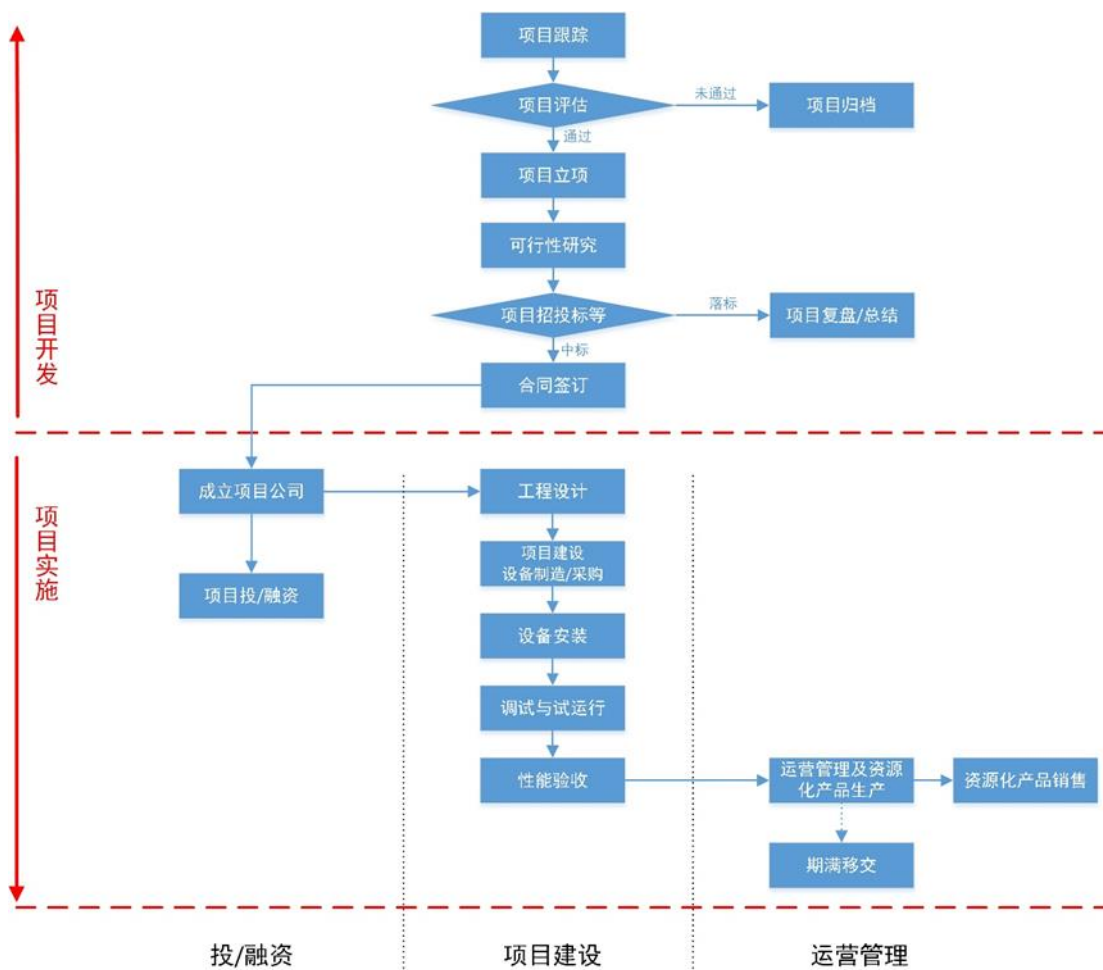 项目跟踪
项目评估
未通过
项目归档
通过
项目立项
可行性研究
项目招投标等
落标
项目复盘/总结
中标
合同签订
项目开发
成立项目公司
工程设计
项目实施
项目建设
设备制造/采购
项目投/融资
设备安装
调试与试运行
性能验收
运营管理及资源
化产品生产
资源化产品销售
期满移交
投/融资
项目建设
运营管理